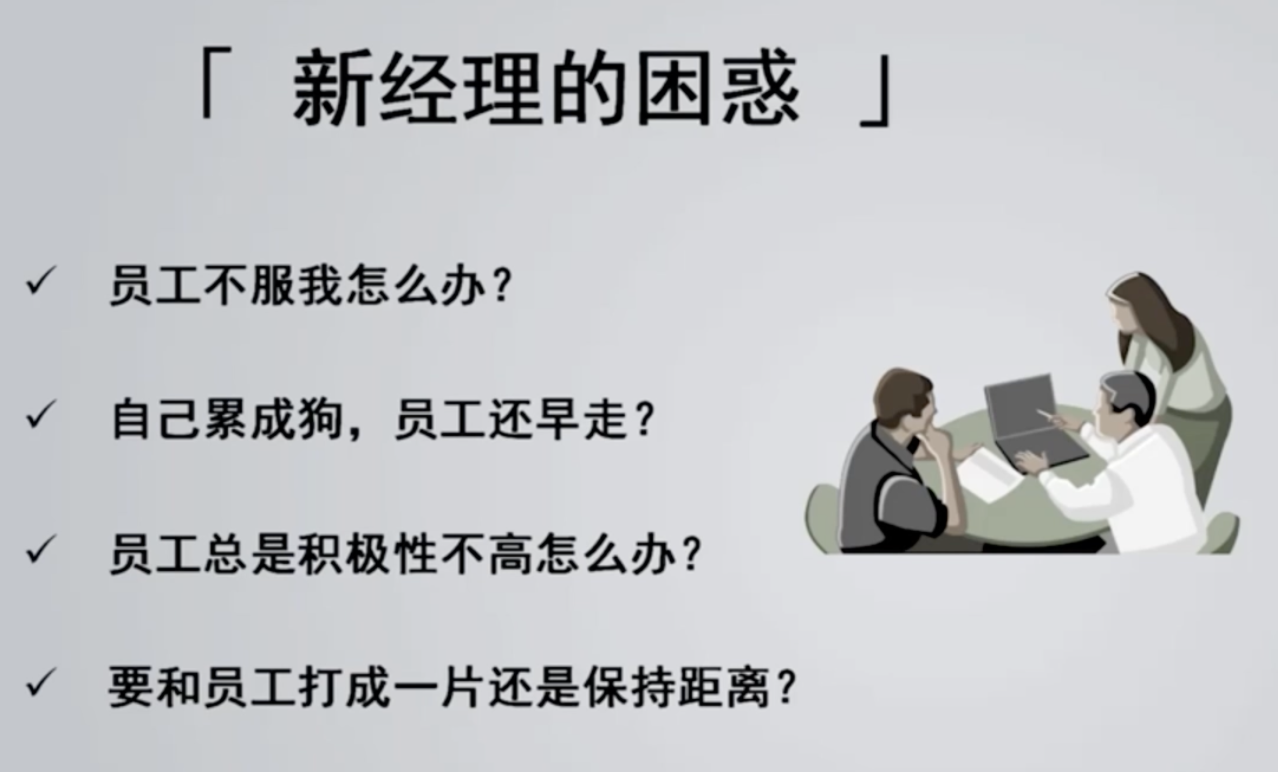 「 新经理的困惑 」
✓ 员工不服我怎么办？
✓ 自己累成狗，员工还早走？
✓ 员工总是积极性不高怎么办？
✓ 要和员工打成一片还是保持距离？